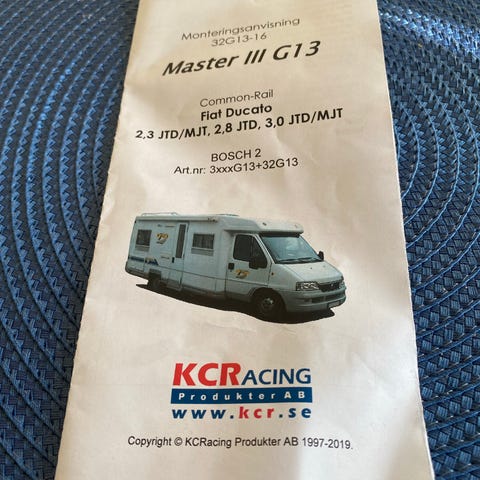 Monteringsanvisning
32G13-16
Master III G13
Common-Rail
Fiat Ducato
2,3 JTD/MJT, 2,8 JTD, 3,0 JTD/MJT
BOSCH 2
Art.nr: 3xxxG13+32G13
KCRACING
Produkter AB
www.kcr.se
Copyright © KCRacing Produkter AB 1997-2019.